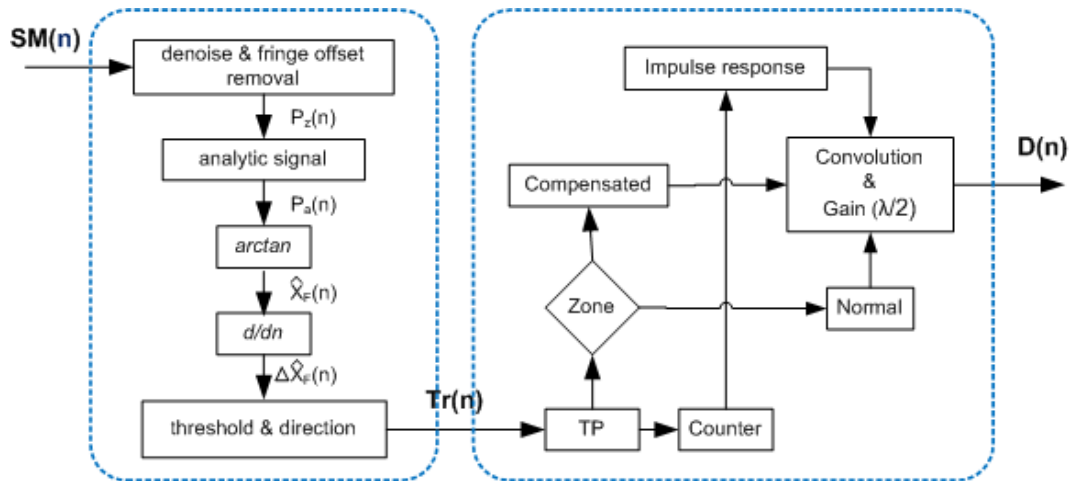 SM(n)
denoise & fringe offset
removal
P_z(n)
analytic signal
P_a(n)
arctan
X̂_F(n)
d/dn
ΔX̂_F(n)
threshold & direction
Tr(n)
TP
Counter
Zone
Normal
Compensated
Impulse response
Convolution
&
Gain (λ/2)
D(n)